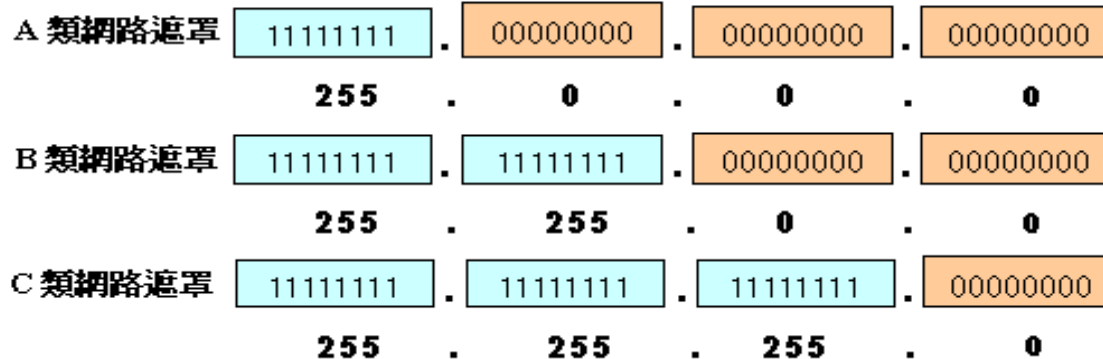 A 類網路遮罩 11111111 . 00000000 . 00000000 . 00000000
255 . 0 . 0 . 0
B 類網路遮罩 11111111 . 11111111 . 00000000 . 00000000
255 . 255 . 0 . 0
C 類網路遮罩 11111111 . 11111111 . 11111111 . 00000000
255 . 255 . 255 . 0